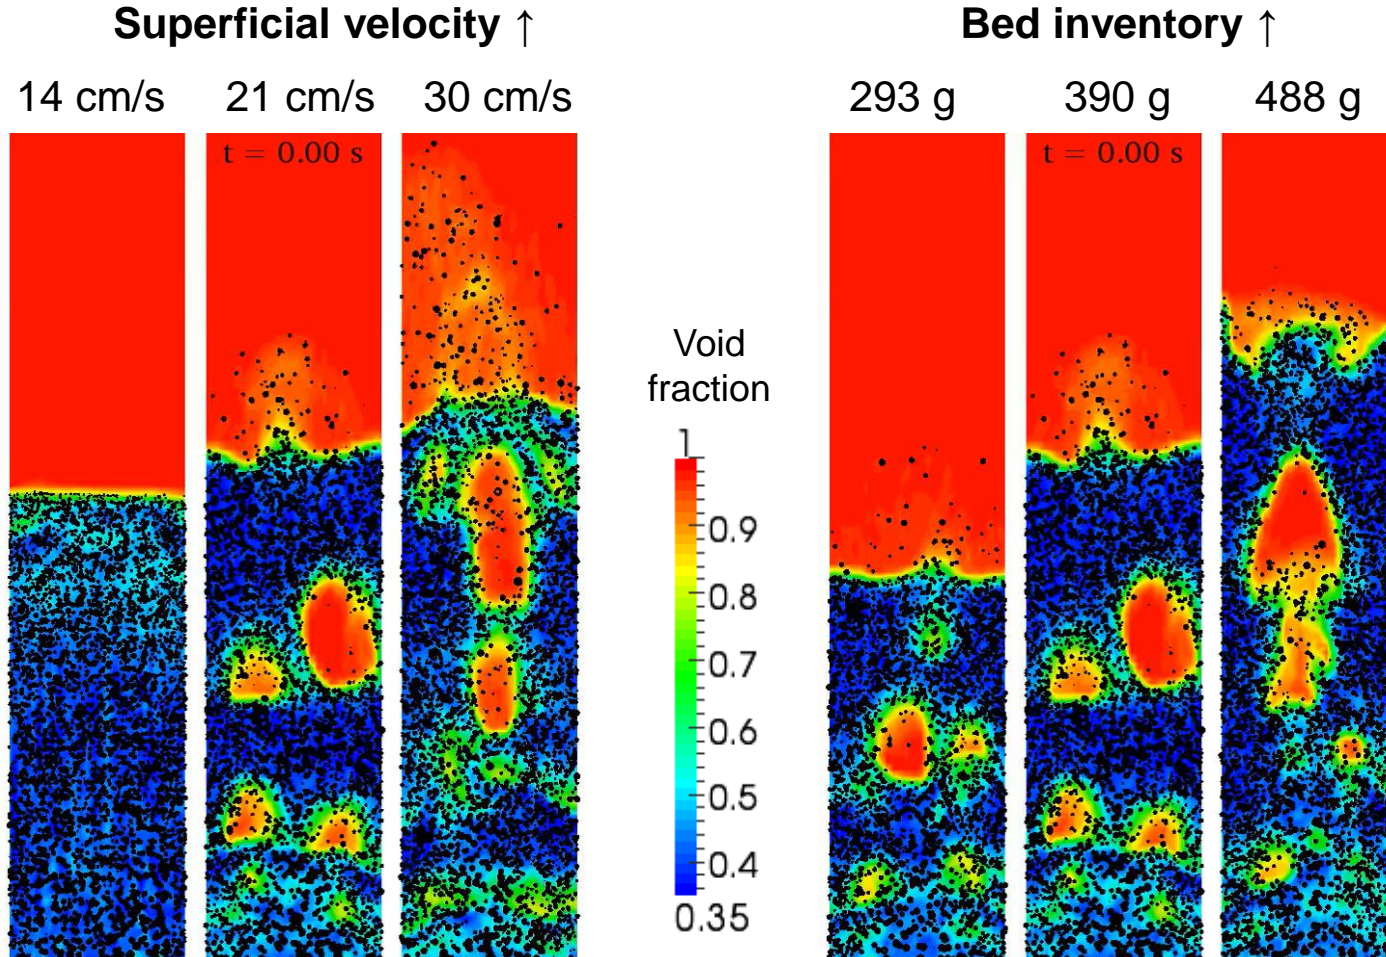 Superficial velocity ↑
14 cm/s 21 cm/s 30 cm/s
t = 0.00 s
Void
fraction
1
0.9
0.8
0.7
0.6
0.5
0.4
0.35
Bed inventory ↑
293 g 390 g 488 g
t = 0.00 s